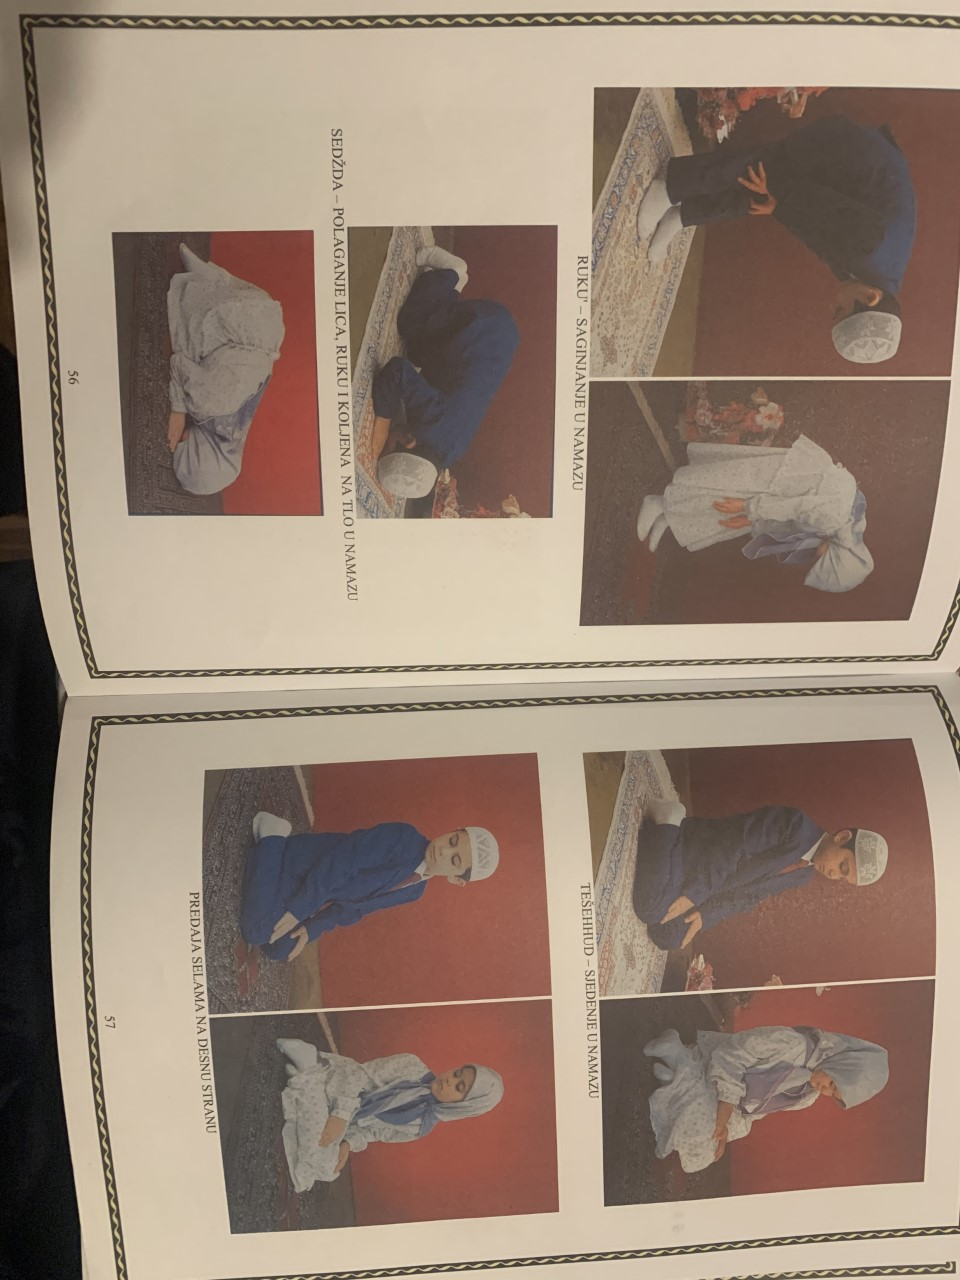 RUKU' – SAGINJANJE U NAMAZU
SEDŽDA – POLAGANJE LICA, RUKU I KOLJENA NA TLO U NAMAZU
56
TEŠEHHUD – SJEDENJE U NAMAZU
PREDAJA SELAMA NA DESNU STRANU
57